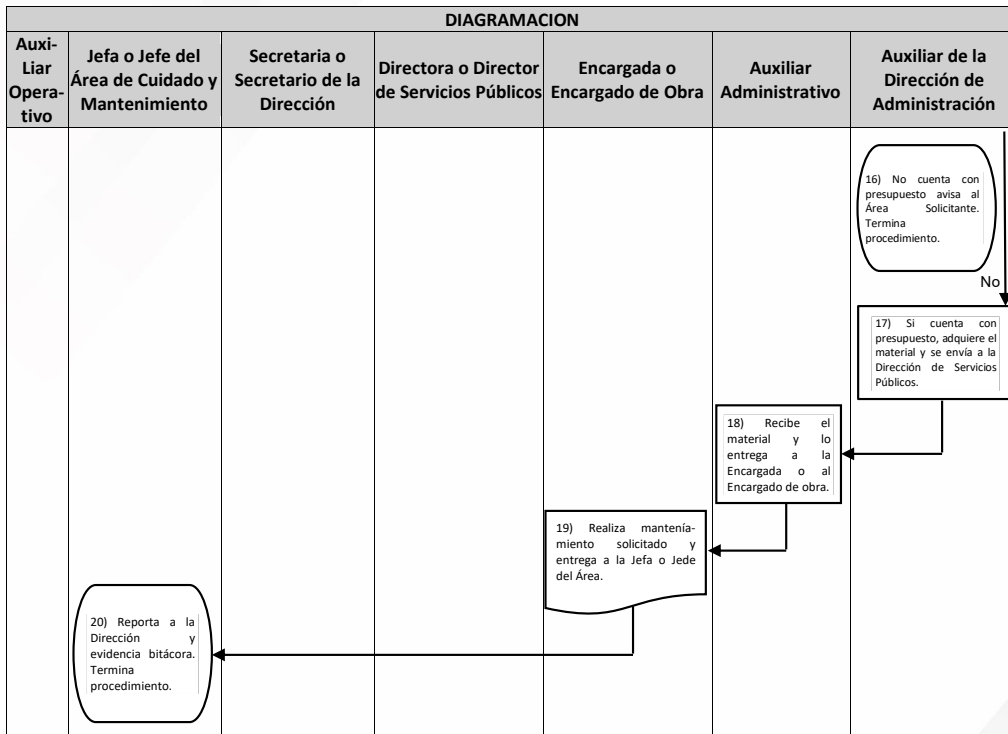 DIAGRAMACION
Auxi-
Liar
Opera-
tivo
Jefa o Jefe del
Área de Cuidado y
Mantenimiento
Secretaria o
Secretario de la
Dirección
Directora o Director
de Servicios Públicos
Encargada o
Encargado de Obra
Auxiliar
Administrativo
Auxiliar de la
Dirección de
Administración
16) No cuenta con
presupuesto avisa al
Área Solicitante.
Termina
procedimiento.
No
17) Si cuenta con
presupuesto, adquiere el
material y se envía a la
Dirección de Servicios
Públicos.
18) Recibe el
material y lo
entrega a la
Encargada o al
Encargado de obra.
19) Realiza mantenía-
miento solicitado y
entrega a la Jefa o Jede
del Área.
20) Reporta a la
Dirección y
evidencia bitácora.
Termina
procedimiento.